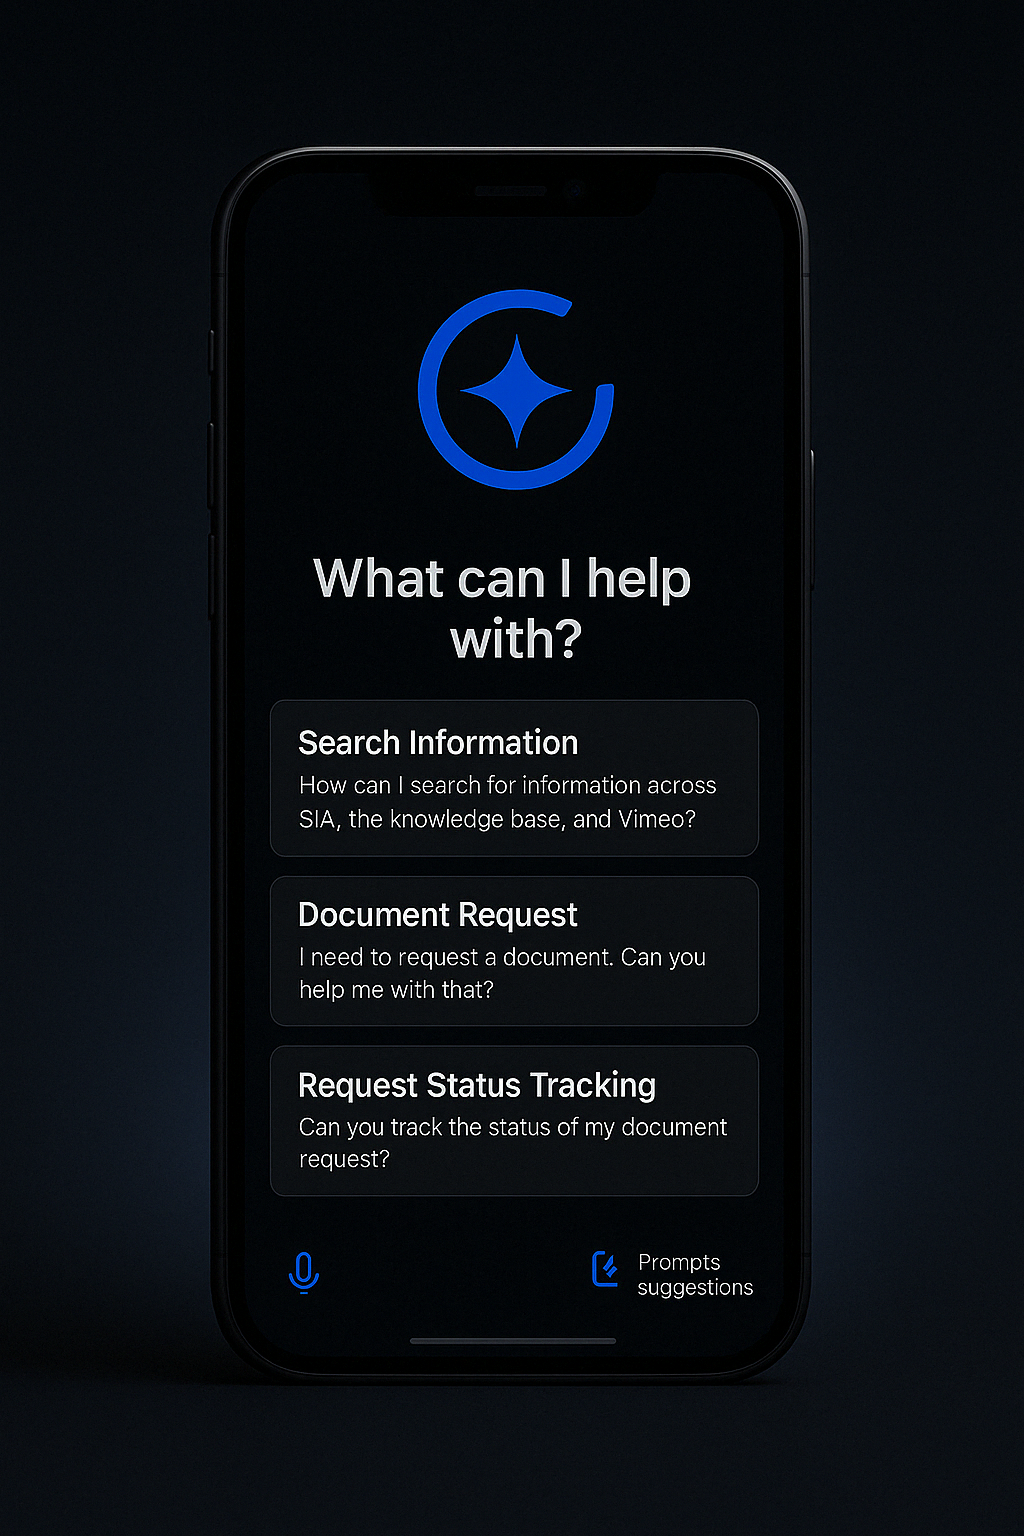 What can I help
with?
Search Information
How can I search for information across
SIA, the knowledge base, and Vimeo?
Document Request
I need to request a document. Can you
help me with that?
Request Status Tracking
Can you track the status of my document
request?
Prompts
suggestions